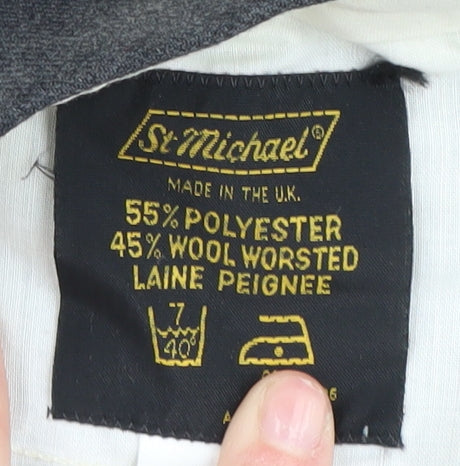 St Michael®
MADE IN THE U.K.
55% POLYESTER
45% WOOL WORSTED
LAINE PEIGNEE
7
40°